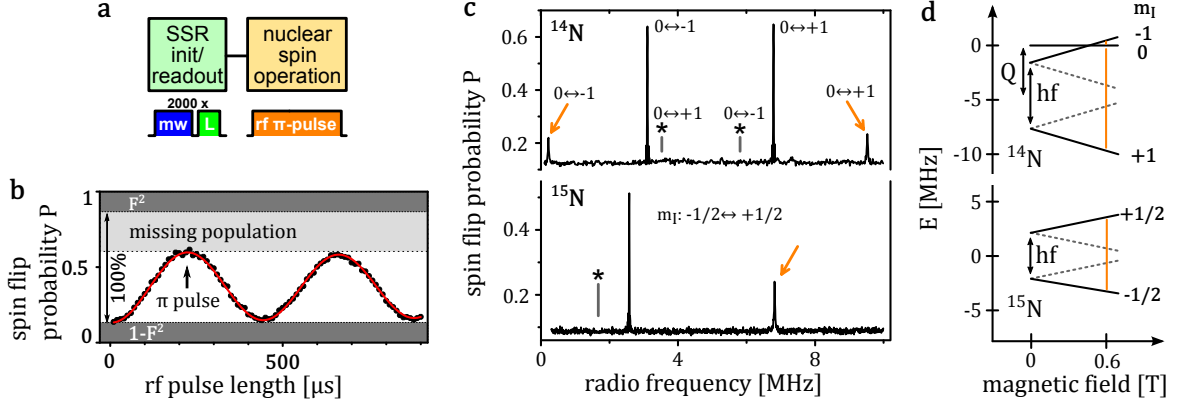 a
SSR
init/
readout
nuclear
spin
operation
2000 x
mw
L
rf π-pulse
b
spin flip
probability P
1
0.5
0
F²
missing population
100%
π pulse
1-F²
0
500
rf pulse length [µs]
c
spin flip probability P
0.6
0.4
0.2
¹⁴N
0↔-1
0↔+1
0↔-1
0↔+1
0↔+1
0↔-1
*
*
0.4
0.2
¹⁵N
mI: -1/2↔ +1/2
*
0
4
8
radio frequency [MHz]
d
mI
-1
0
+1
E [MHz]
0
-5
-10
Q
hf
¹⁴N
5
0
-5
+1/2
hf
-1/2
¹⁵N
0
0.6
magnetic field [T]